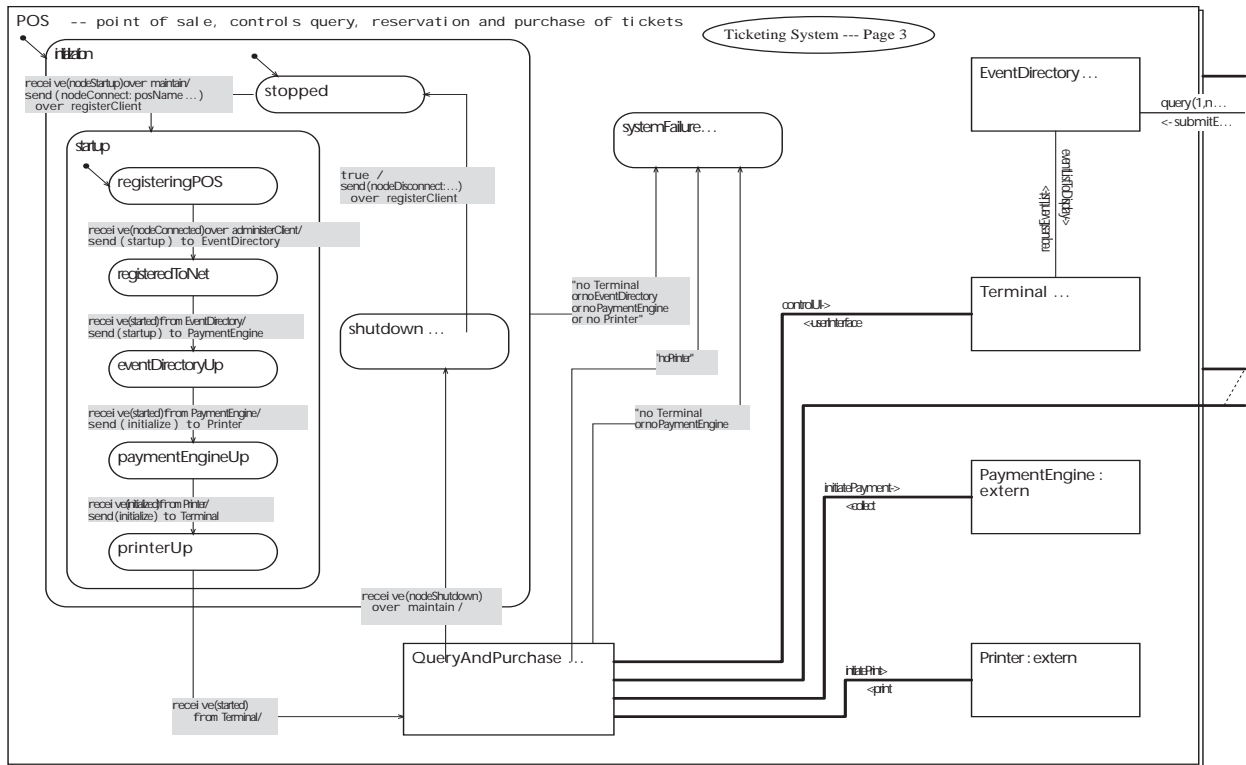 POS -- point of sale, controls query, reservation and purchase of tickets
Ticketing System --- Page 3
initialization
stopped
receive(nodeStartup)over maintain/
send(nodeConnect: posName...)
over registerClient
startup
registeringPOS
receive(nodeConnected)over administerClient/
send(startup) to EventDirectory
registeredToNet
receive(started)from EventDirectory/
send(startup) to PaymentEngine
eventDirectoryUp
receive(started)from PaymentEngine/
send(initialize) to Printer
paymentEngineUp
receive(initialized)from Printer/
send(initialize) to Terminal
printerUp
true /
send(nodeDisconnect:...)
over registerClient
shutdown ...
receive(nodeShutdown)
over maintain /
receive(started)
from Terminal/
QueryAndPurchase ...
systemFailure...
"no Terminal
or no EventDirectory
or no PaymentEngine
or no Printer"
"no Printer"
"no Terminal
or no PaymentEngine
EventDirectory ...
query(1,n...
<- submitE...
requestEventList->
eventListToDisplay->
Terminal ...
controlUI->
<-userInterface
PaymentEngine :
extern
initiatePayment->
<-collect
Printer : extern
initiatePrint->
<-print